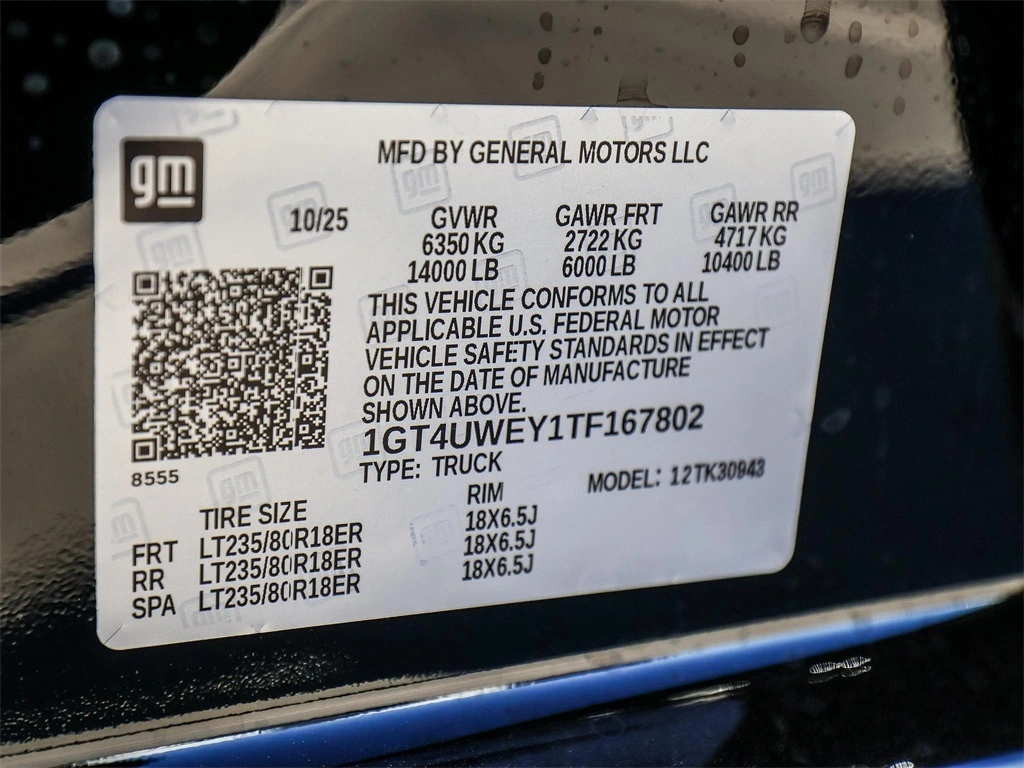 gm
MFD BY GENERAL MOTORS LLC
10/25 GVWR GAWR FRT GAWR RR
6350 KG 2722 KG 4717 KG
14000 LB 6000 LB 10400 LB
THIS VEHICLE CONFORMS TO ALL
APPLICABLE U.S. FEDERAL MOTOR
VEHICLE SAFETY STANDARDS IN EFFECT
ON THE DATE OF MANUFACTURE
SHOWN ABOVE.
1GT4UWEY1TF167802
8555
TYPE: TRUCK
MODEL: 12TK30943
TIRE SIZE RIM
FRT LT235/80R18ER 18X6.5J
RR LT235/80R18ER 18X6.5J
SPA LT235/80R18ER 18X6.5J